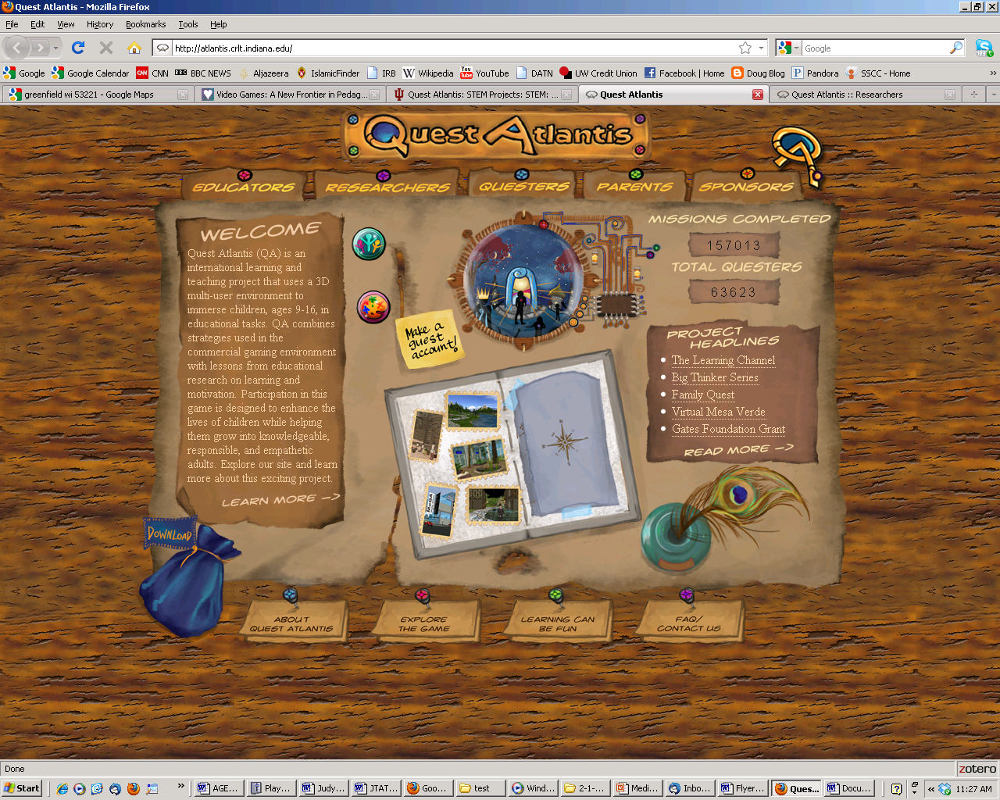 Quest Atlantis - Mozilla Firefox
File Edit View History Bookmarks Tools Help
http://atlantis.crlt.indiana.edu/
Google
Google Google Calendar CNN BBC NEWS Aljazeera IslamicFinder IRB Wikipedia YouTube DATN UW Credit Union Facebook | Home Doug Blog Pandora SSCC - Home »
greenfield wi 53221 - Google Maps Video Games: A New Frontier in Pedag... Quest Atlantis: STEM Projects: STEM: ... Quest Atlantis Quest Atlantis :: Researchers
Quest Atlantis
EDUCATORS RESEARCHERS QUESTERS PARENTS SPONSORS
WELCOME
Quest Atlantis (QA) is an
international learning and
teaching project that uses a 3D
multi-user environment to
immerse children, ages 9-16, in
educational tasks. QA combines
strategies used in the
commercial gaming environment
with lessons from educational
research on learning and
motivation. Participation in this
game is designed to enhance the
lives of children while helping
them grow into knowledgeable,
responsible, and empathetic
adults. Explore our site and learn
more about this exciting project.
LEARN MORE -->
DOWNLOAD
Make a
guest
account!
MISSIONS COMPLETED
157013
TOTAL QUESTERS
63623
PROJECT
HEADLINES
The Learning Channel
Big Thinker Series
Family Quest
Virtual Mesa Verde
Gates Foundation Grant
READ MORE -->
ABOUT
QUEST ATLANTIS
EXPLORE
THE GAME
LEARNING CAN
BE FUN
FAQ/
CONTACT US
Done
zotero
Start » AGE... Play... Judy... JTAT... Goo... test Wind... 2-1-... Medi... Inbo... Flyer... Ques... Docu... « 11:27 AM